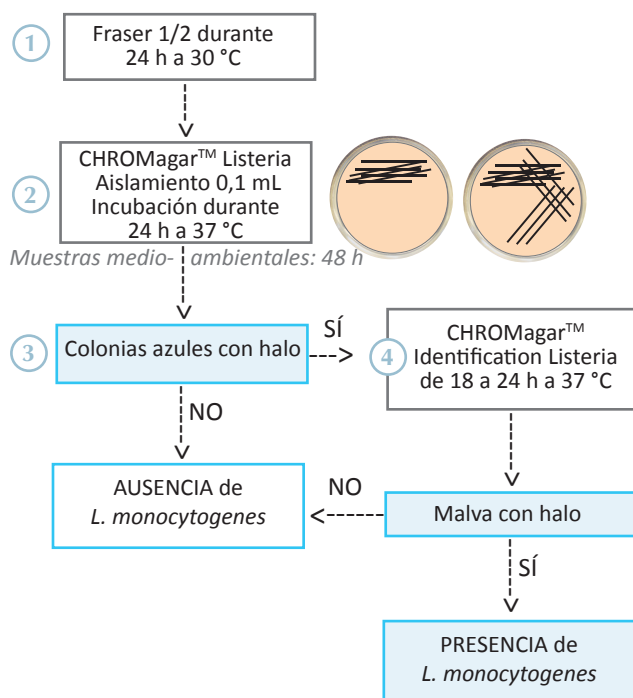 1
Fraser 1/2 durante
24 h a 30 °C
2
CHROMagar™ Listeria
Aislamiento 0,1 mL
Incubación durante
24 h a 37 °C
Muestras medio- ambientales: 48 h
3
Colonias azules con halo
SÍ
4
CHROMagar™
Identification Listeria
de 18 a 24 h a 37 °C
NO
AUSENCIA de
L. monocytogenes
NO
Malva con halo
SÍ
PRESENCIA de
L. monocytogenes